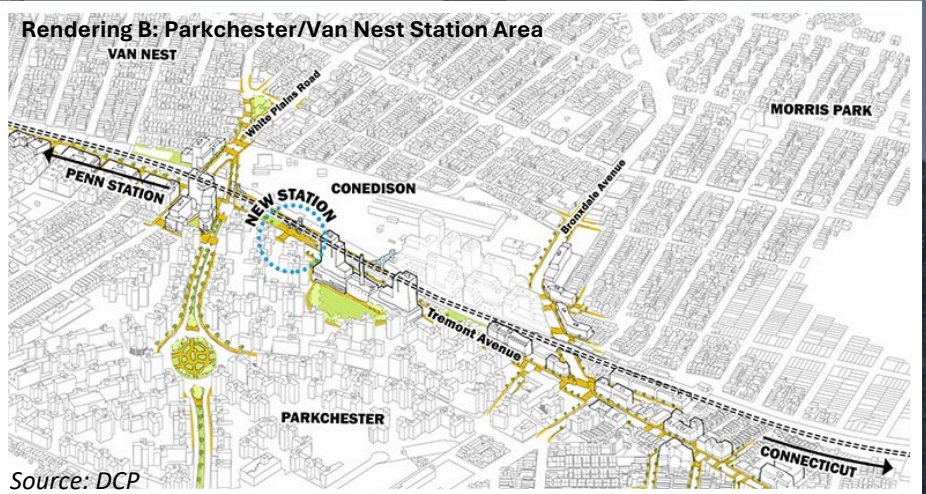 Rendering B: Parkchester/Van Nest Station Area
VAN NEST
White Plains Road
MORRIS PARK
PENN STATION
NEW STATION
CONEDISON
Bronxdale Avenue
Tremont Avenue
PARKCHESTER
CONNECTICUT
Source: DCP